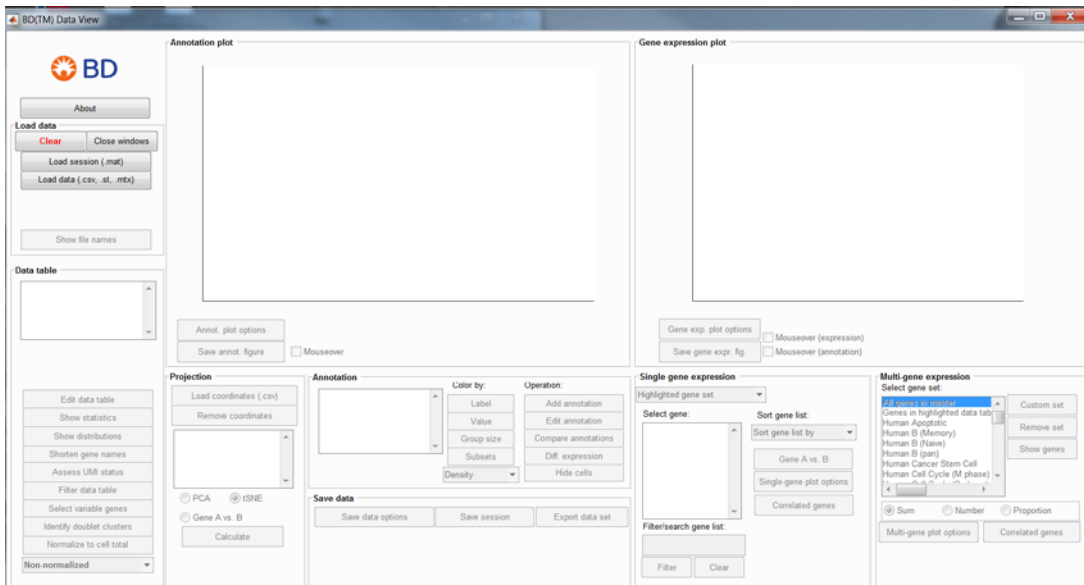 BD(TM) Data View
BD
About
Load data
Clear
Close windows
Load session (.mat)
Load data (.csv, .st, .mtx)
Show file names
Data table
Edit data table
Show statistics
Show distributions
Shorten gene names
Assess UMI status
Filter data table
Select variable genes
Identify doublet clusters
Normalize to cell total
Non-normalized
Annotation plot
Annot. plot options
Save annot. figure
Mouseover
Gene expression plot
Gene exp. plot options
Save gene expr. fig.
Mouseover (expression)
Mouseover (annotation)
Projection
Load coordinates (.csv)
Remove coordinates
PCA
tSNE
Gene A vs. B
Calculate
Annotation
Color by:
Label
Value
Group size
Subsets
Density
Operation:
Add annotation
Edit annotation
Compare annotations
Diff. expression
Hide cells
Save data
Save data options
Save session
Export data set
Single gene expression
Highlighted gene set
Select gene:
Sort gene list:
Sort gene list by
Gene A vs. B
Single-gene plot options
Correlated genes
Filter/search gene list:
Filter
Clear
Multi-gene expression
Select gene set:
All genes in master
Genes in highlighted data tab
Human Apoptotic
Human B (Memory)
Human B (Naive)
Human B (pan)
Human Cancer Stem Cell
Human Cell Cycle (M phase)
Custom set
Remove set
Show genes
Sum
Number
Proportion
Multi-gene plot options
Correlated genes